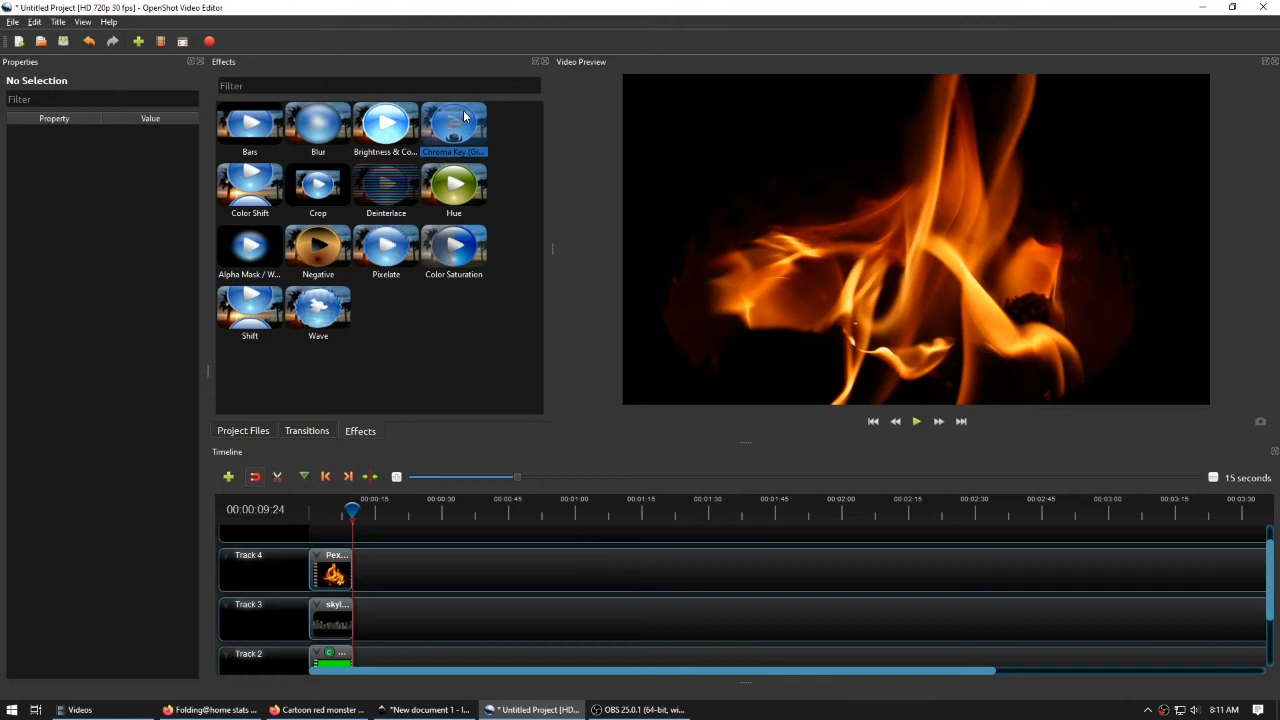 * Untitled Project [HD 720p 30 fps] - OpenShot Video Editor
File Edit Title View Help
Properties
Effects
Video Preview
No Selection
Filter
Filter
Property Value
Bars Blur Brightness & Co... Chroma Key (Gr...
Color Shift Crop Deinterlace Hue
Alpha Mask / W... Negative Pixelate Color Saturation
Shift Wave
Project Files Transitions Effects
Timeline
15 seconds
00:00:09:24
00:00:15 00:00:30 00:00:45 00:01:00 00:01:15 00:01:30 00:01:45 00:02:00 00:02:15 00:02:30 00:02:45 00:03:00 00:03:15 00:03:30
Track 4 Pex...
Track 3 skyl...
Track 2 C ...
Videos Folding@home stats ... Cartoon red monster ... *New document 1 - I... * Untitled Project [HD... OBS 25.0.1 (64-bit, wi... 8:11 AM